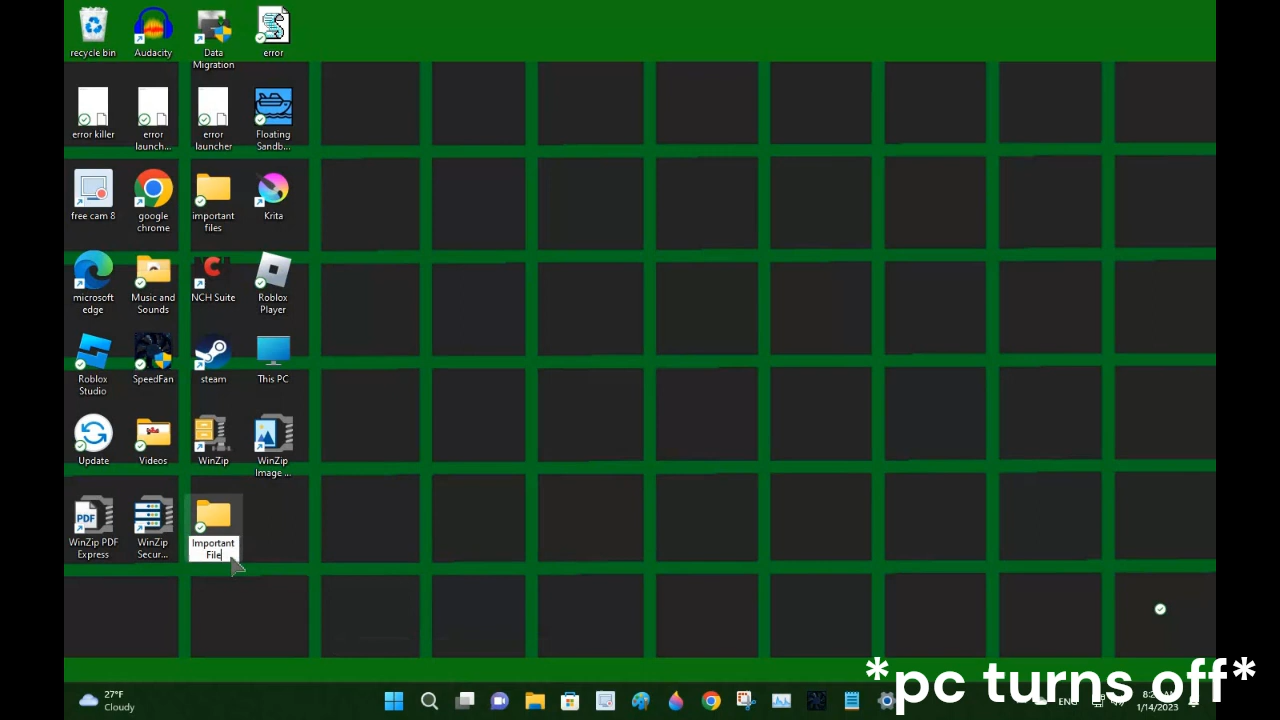 recycle bin
Audacity
Data
Migration
error
error killer
error
launch...
error
launcher
Floating
Sandb...
free cam 8
google
chrome
important
files
Krita
microsoft
edge
Music and
Sounds
NCH Suite
Roblox
Player
Roblox
Studio
SpeedFan
steam
This PC
Update
Videos
WinZip
WinZip
Image ...
PDF
WinZip PDF
Express
WinZip
Secur...
Important
File
*pc turns off*
27°F
Cloudy
ENG
1/14/2023